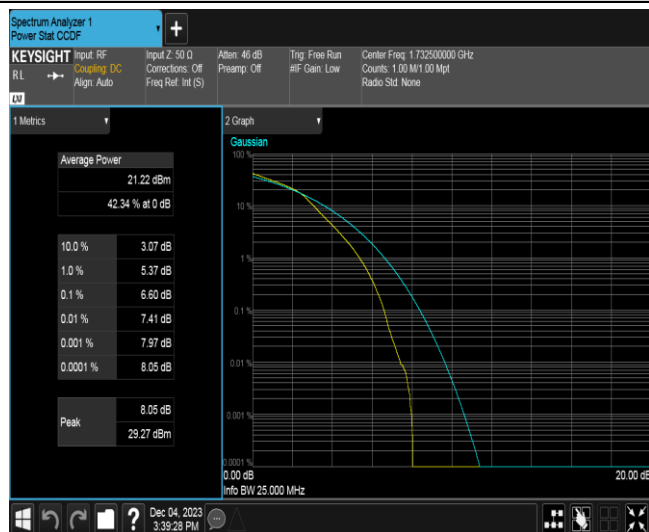 Spectrum Analyzer 1
Power Stat CCDF
+
KEYSIGHT
RL
LXI
Input: RF
Coupling: DC
Align: Auto
Input Z: 50 Ω
Corrections: Off
Freq Ref: Int (S)
Atten: 46 dB
Preamp: Off
Trig: Free Run
#IF Gain: Low
Center Freq: 1.732500000 GHz
Counts: 1.00 M/1.00 Mpt
Radio Std: None
1 Metrics
Average Power
21.22 dBm
42.34 % at 0 dB
10.0 % 3.07 dB
1.0 % 5.37 dB
0.1 % 6.60 dB
0.01 % 7.41 dB
0.001 % 7.97 dB
0.0001 % 8.05 dB
Peak
8.05 dB
29.27 dBm
2 Graph
Gaussian
100 %
10 %
1 %
0.1 %
0.01 %
0.001 %
0.0001 %
0.00 dB
20.00 dB
Info BW 25.000 MHz
?
Dec 04, 2023
3:39:28 PM